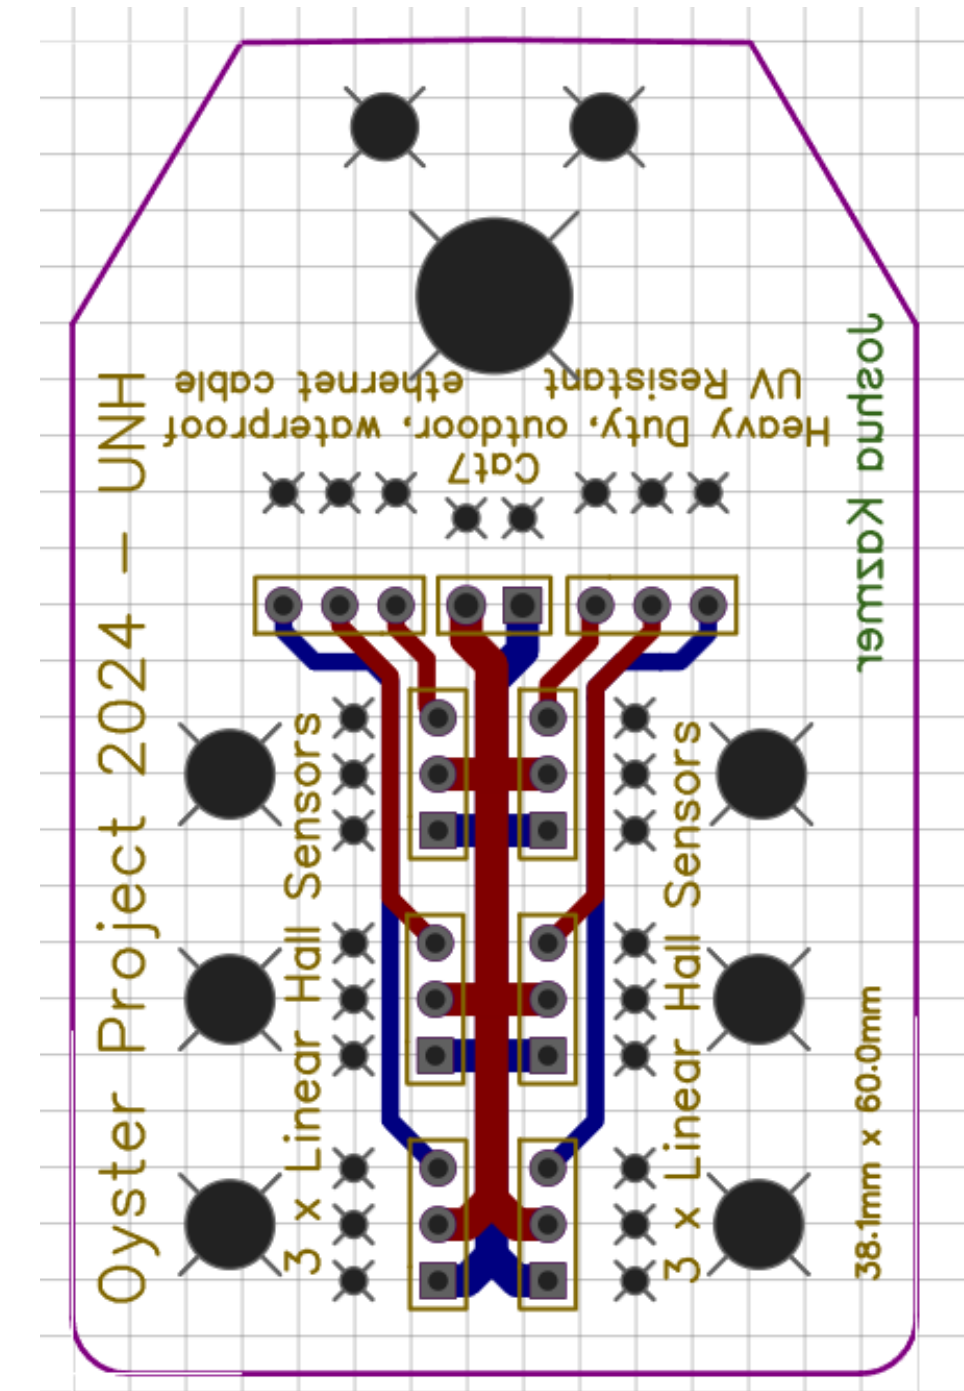 ethernet cable
UV Resistant
Heavy Duty, outdoor, waterproof
Cat7
Joshua Kazmer
Oyster Project 2024 - UNH
3 x Linear Hall Sensors
3 x Linear Hall Sensors
38.1mm x 60.0mm